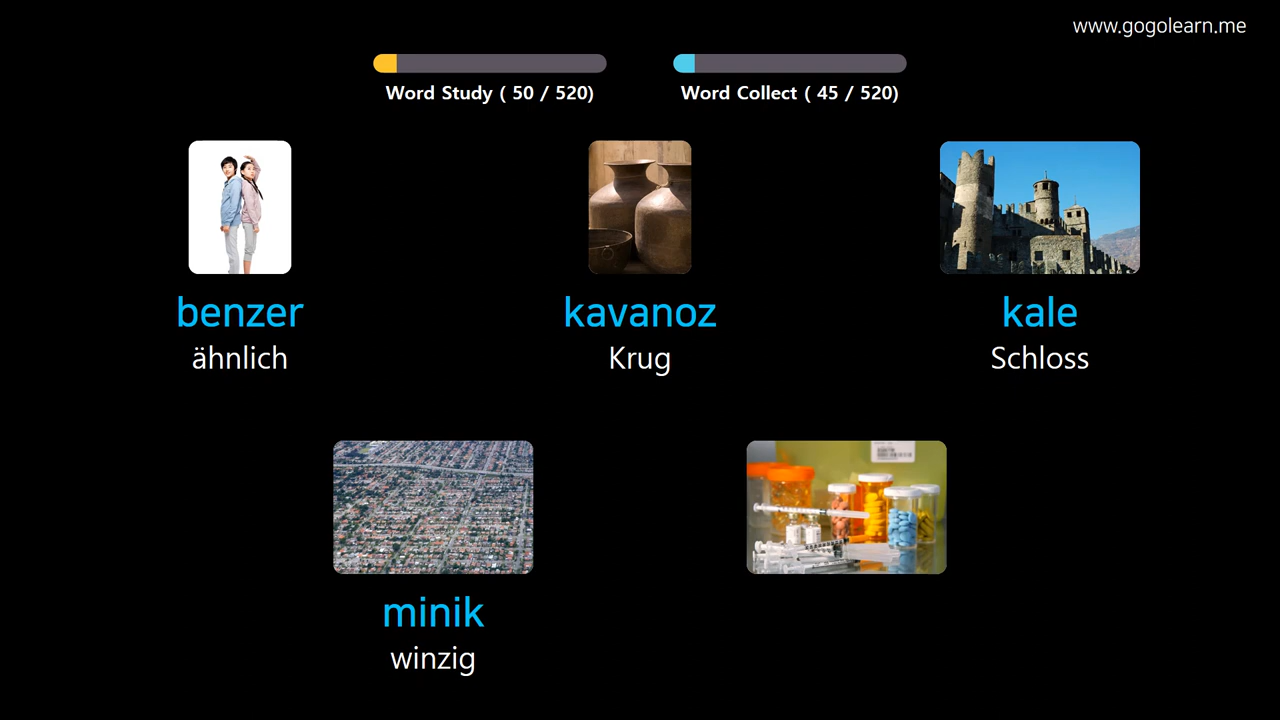 www.gogolearn.me
Word Study ( 50 / 520)
Word Collect ( 45 / 520)
benzer
ähnlich
kavanoz
Krug
kale
Schloss
minik
winzig